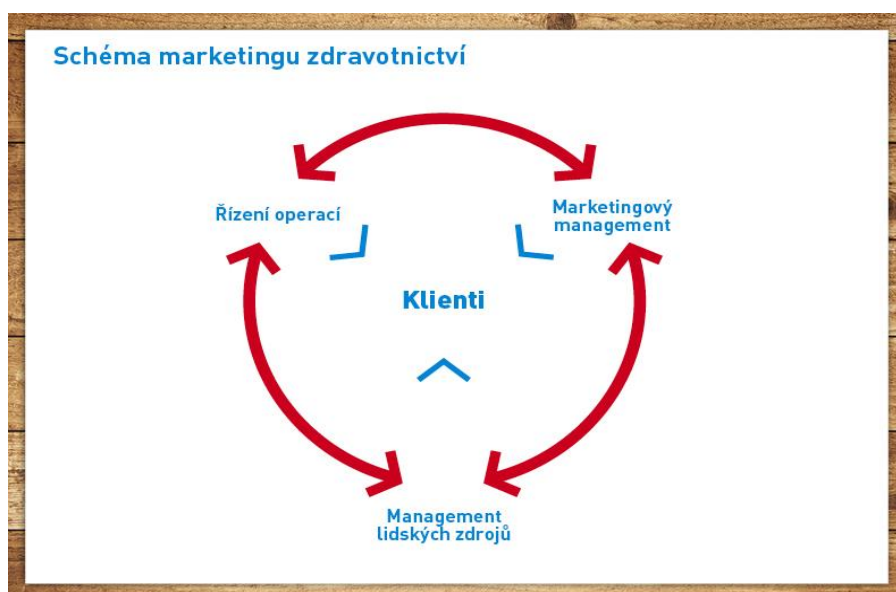 Schéma marketingu zdravotnictví
Řízení operací
Marketingový
management
Klienti
Management
lidských zdrojů